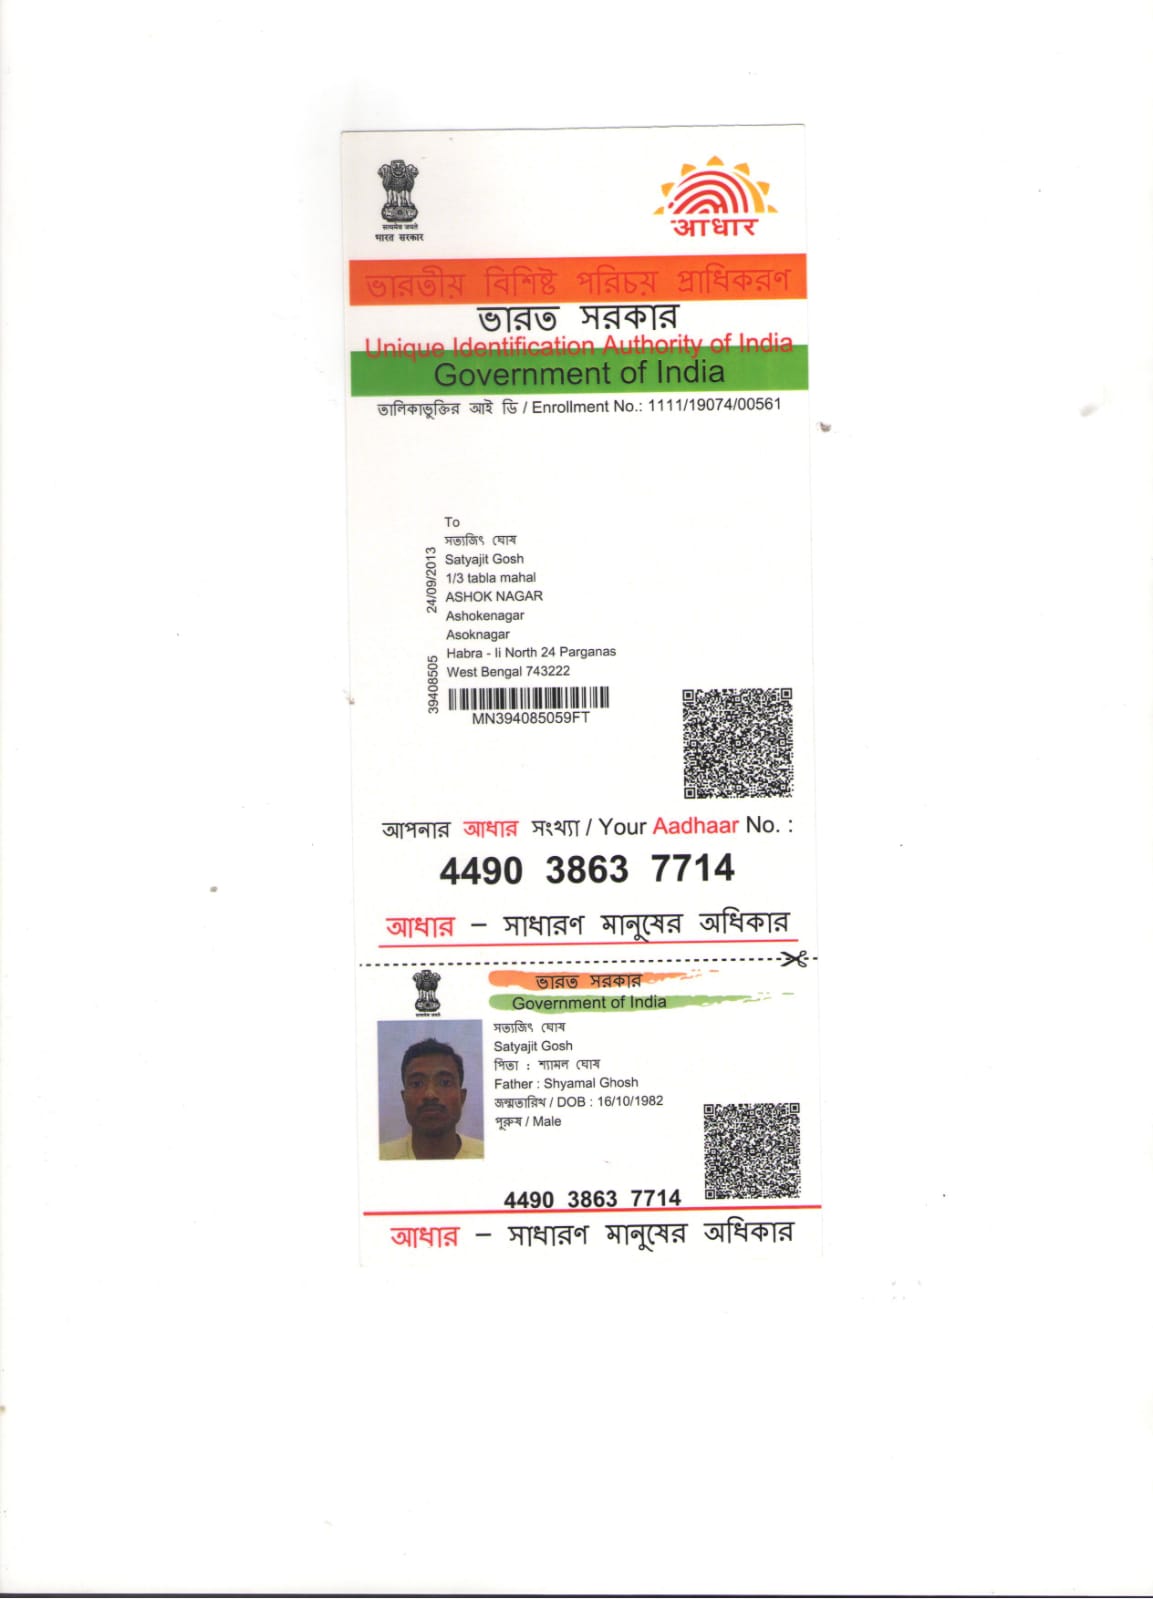 सत्यमेव जयते
भारत सरकार
आधार
ভারতীয় বিশিষ্ট পরিচয় প্রাধিকরণ
ভারত সরকার
Unique Identification Authority of India
Government of India
তালিকাভুক্তির আই ডি / Enrollment No.: 1111/19074/00561
To
সত্যজিৎ ঘোষ
Satyajit Gosh
1/3 tabla mahal
ASHOK NAGAR
Ashokenagar
Asoknagar
Habra - Ii North 24 Parganas
West Bengal 743222
24/09/2013
39408505
MN394085059FT
আপনার আধার সংখ্যা / Your Aadhaar No. :
4490 3863 7714
আধার – সাধারণ মানুষের অধিকার
ভারত সরকার
Government of India
সত্যজিৎ ঘোষ
Satyajit Gosh
পিতা : শ্যামল ঘোষ
Father : Shyamal Ghosh
জন্মতারিখ / DOB : 16/10/1982
পুরুষ / Male
4490 3863 7714
আধার – সাধারণ মানুষের অধিকার